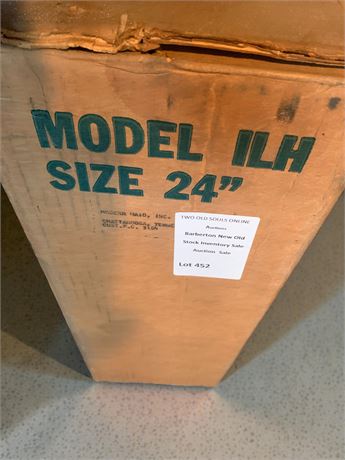 MODEL ILH
SIZE 24"
MODERN MAID, INC.
CHATTANOOGA, TENN
CUST.P.O.
TWO OLD SOULS ONLINE
Auctions
Barberton New Old
Stock Inventory Sale
Auction Sale
Lot 452